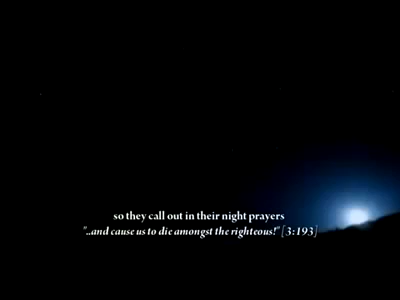 so they call out in their night prayers
"..and cause us to die amongst the righteous!" [3:193]